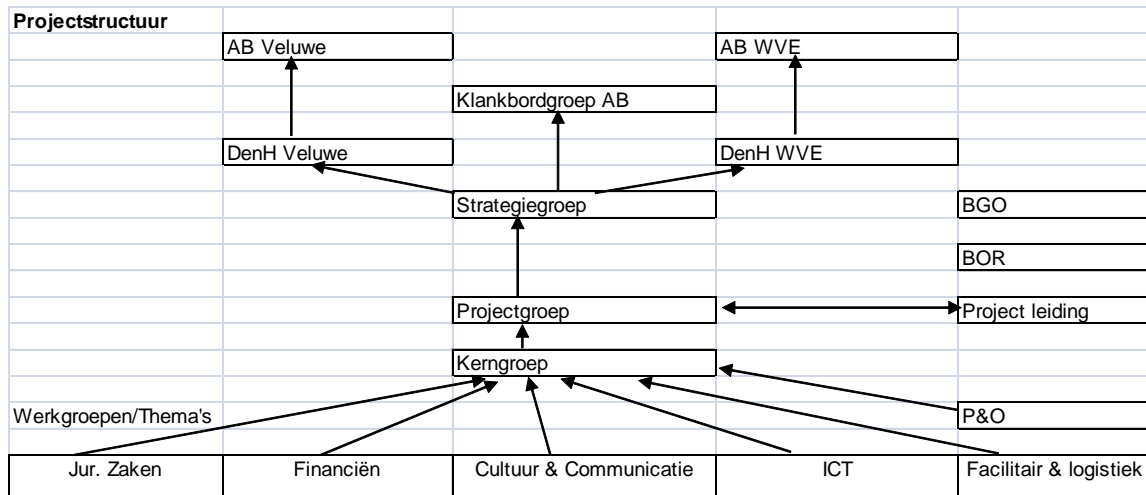 Projectstructuur
AB Veluwe
AB WVE
Klankbordgroep AB
DenH Veluwe
DenH WVE
Strategiegroep
BGO
BOR
Projectgroep
Project leiding
Kerngroep
Werkgroepen/Thema's
P&O
Jur. Zaken
Financiën
Cultuur & Communicatie
ICT
Facilitair & logistiek